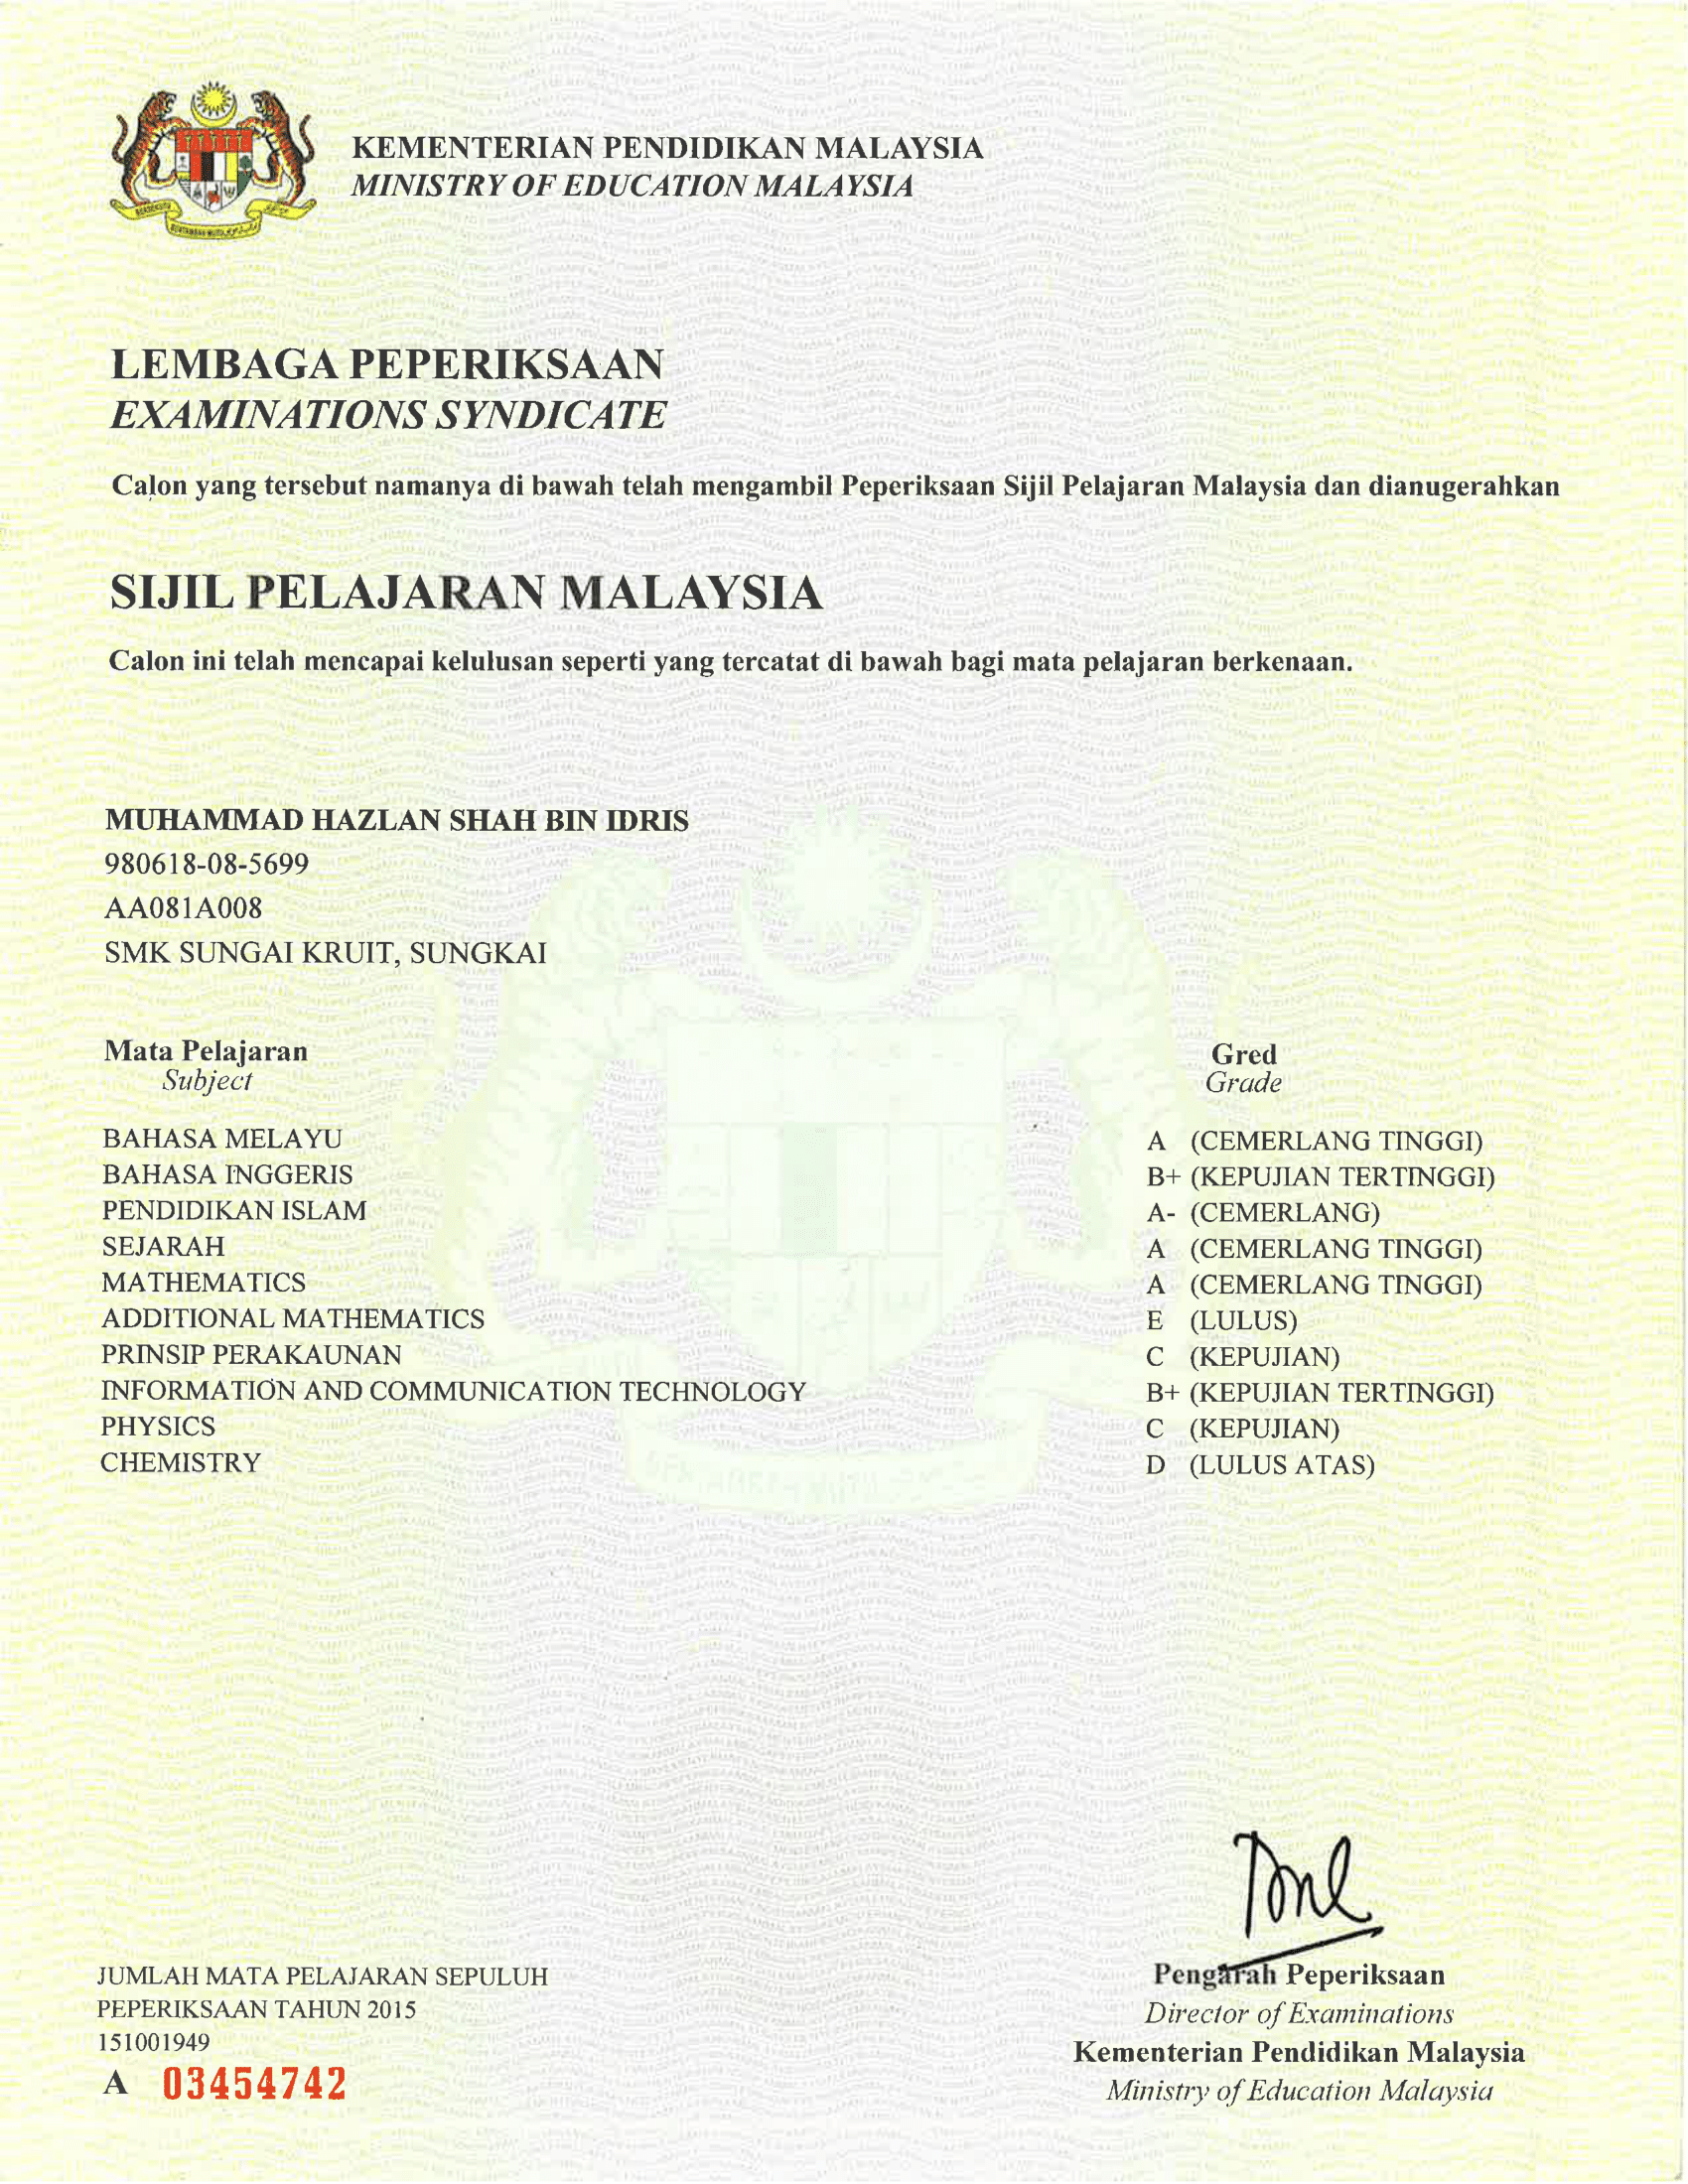 KEMENTERIAN PENDIDIKAN MALAYSIA
MINISTRY OF EDUCATION MALAYSIA
LEMBAGA PEPERIKSAAN
EXAMINATIONS SYNDICATE
Calon yang tersebut namanya di bawah telah mengambil Peperiksaan Sijil Pelajaran Malaysia dan dianugerahkan
SIJIL PELAJARAN MALAYSIA
Calon ini telah mencapai kelulusan seperti yang tercatat di bawah bagi mata pelajaran berkenaan.
MUHAMMAD HAZLAN SHAH BIN IDRIS
980618-08-5699
AA081A008
SMK SUNGAI KRUIT, SUNGKAI
Mata Pelajaran Gred
Subject Grade
BAHASA MELAYU A (CEMERLANG TINGGI)
BAHASA INGGERIS B+ (KEPUJIAN TERTINGGI)
PENDIDIKAN ISLAM A- (CEMERLANG)
SEJARAH A (CEMERLANG TINGGI)
MATHEMATICS A (CEMERLANG TINGGI)
ADDITIONAL MATHEMATICS E (LULUS)
PRINSIP PERAKAUNAN C (KEPUJIAN)
INFORMATION AND COMMUNICATION TECHNOLOGY B+ (KEPUJIAN TERTINGGI)
PHYSICS C (KEPUJIAN)
CHEMISTRY D (LULUS ATAS)
JUMLAH MATA PELAJARAN SEPULUH
PEPERIKSAAN TAHUN 2015
151001949
A 03454742
Pengarah Peperiksaan
Director of Examinations
Kementerian Pendidikan Malaysia
Ministry of Education Malaysia